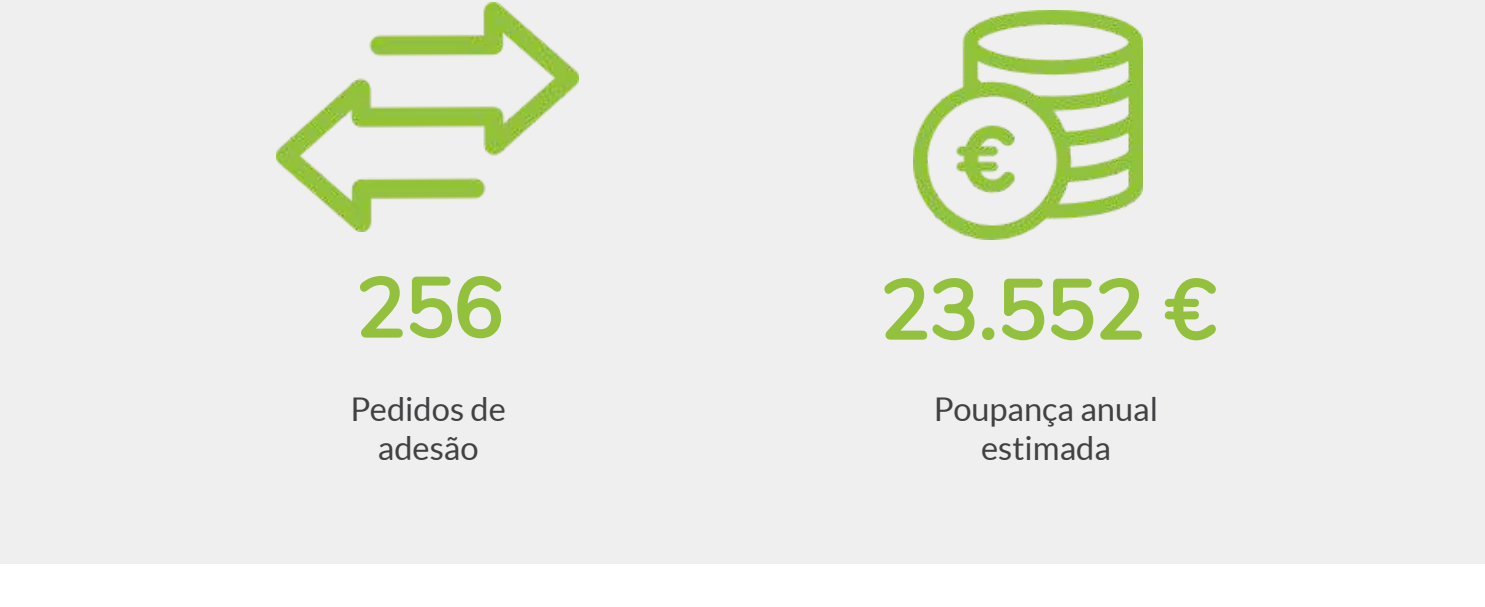 €
256
23.552 €
Pedidos de
adesão
Poupança anual
estimada